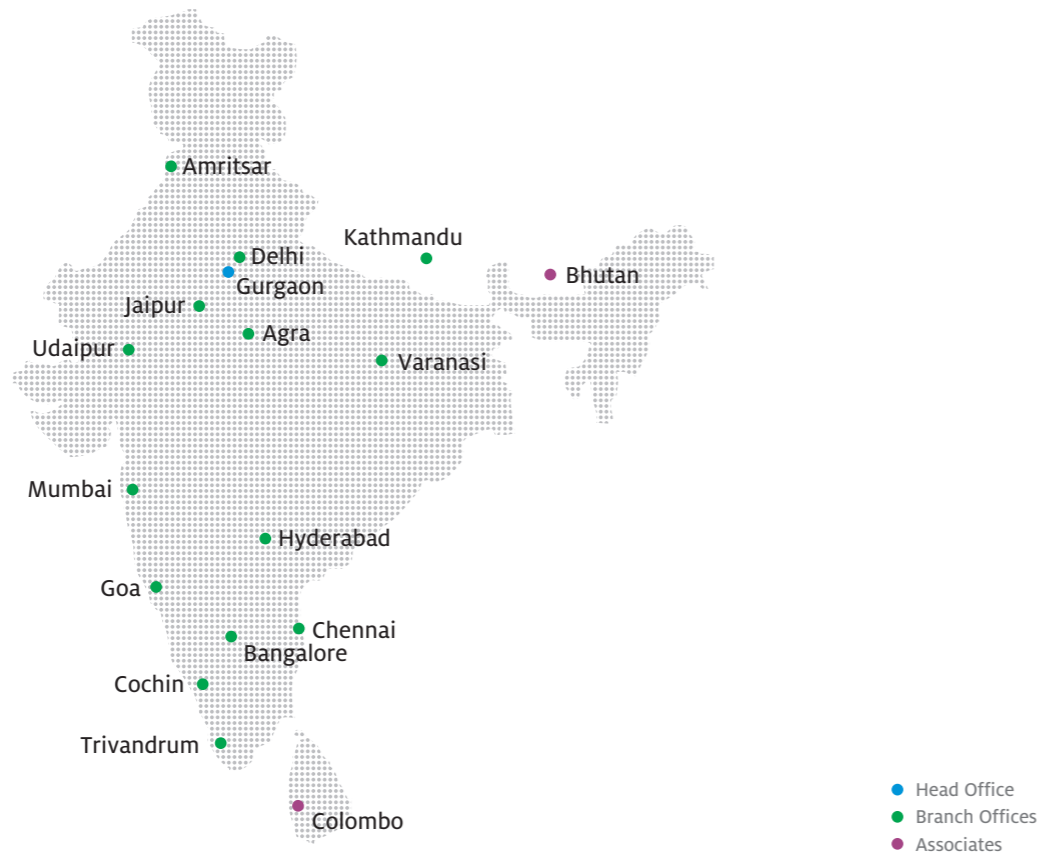 Amritsar
Kathmandu
Delhi
Bhutan
Gurgaon
Jaipur
Agra
Udaipur
Varanasi
Mumbai
Hyderabad
Goa
Chennai
Bangalore
Cochin
Trivandrum
Colombo
Head Office
Branch Offices
Associates